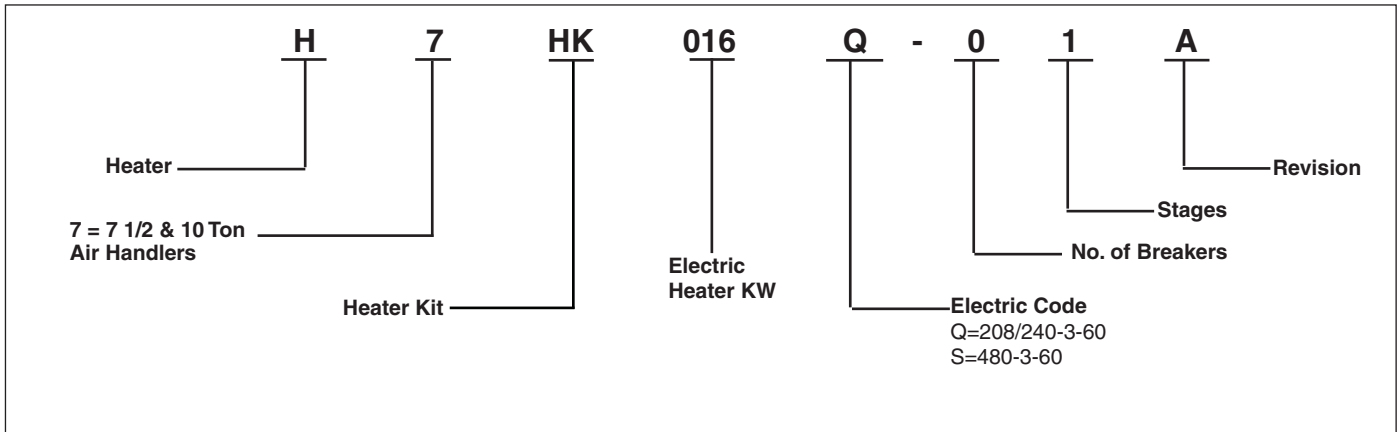 H 7 HK 016 Q - 0 1 A
Heater
Revision
Stages
7 = 7 1/2 & 10 Ton
Air Handlers
No. of Breakers
Electric
Heater KW
Heater Kit
Electric Code
Q=208/240-3-60
S=480-3-60